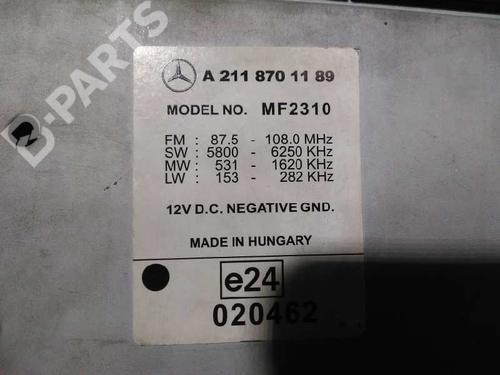 B-PARTS
A 211 870 11 89
MODEL NO. MF2310
FM : 87.5 - 108.0 MHz
SW : 5800 - 6250 KHz
MW : 531 - 1620 KHz
LW : 153 - 282 KHz
12V D.C. NEGATIVE GND.
MADE IN HUNGARY
e24
020462